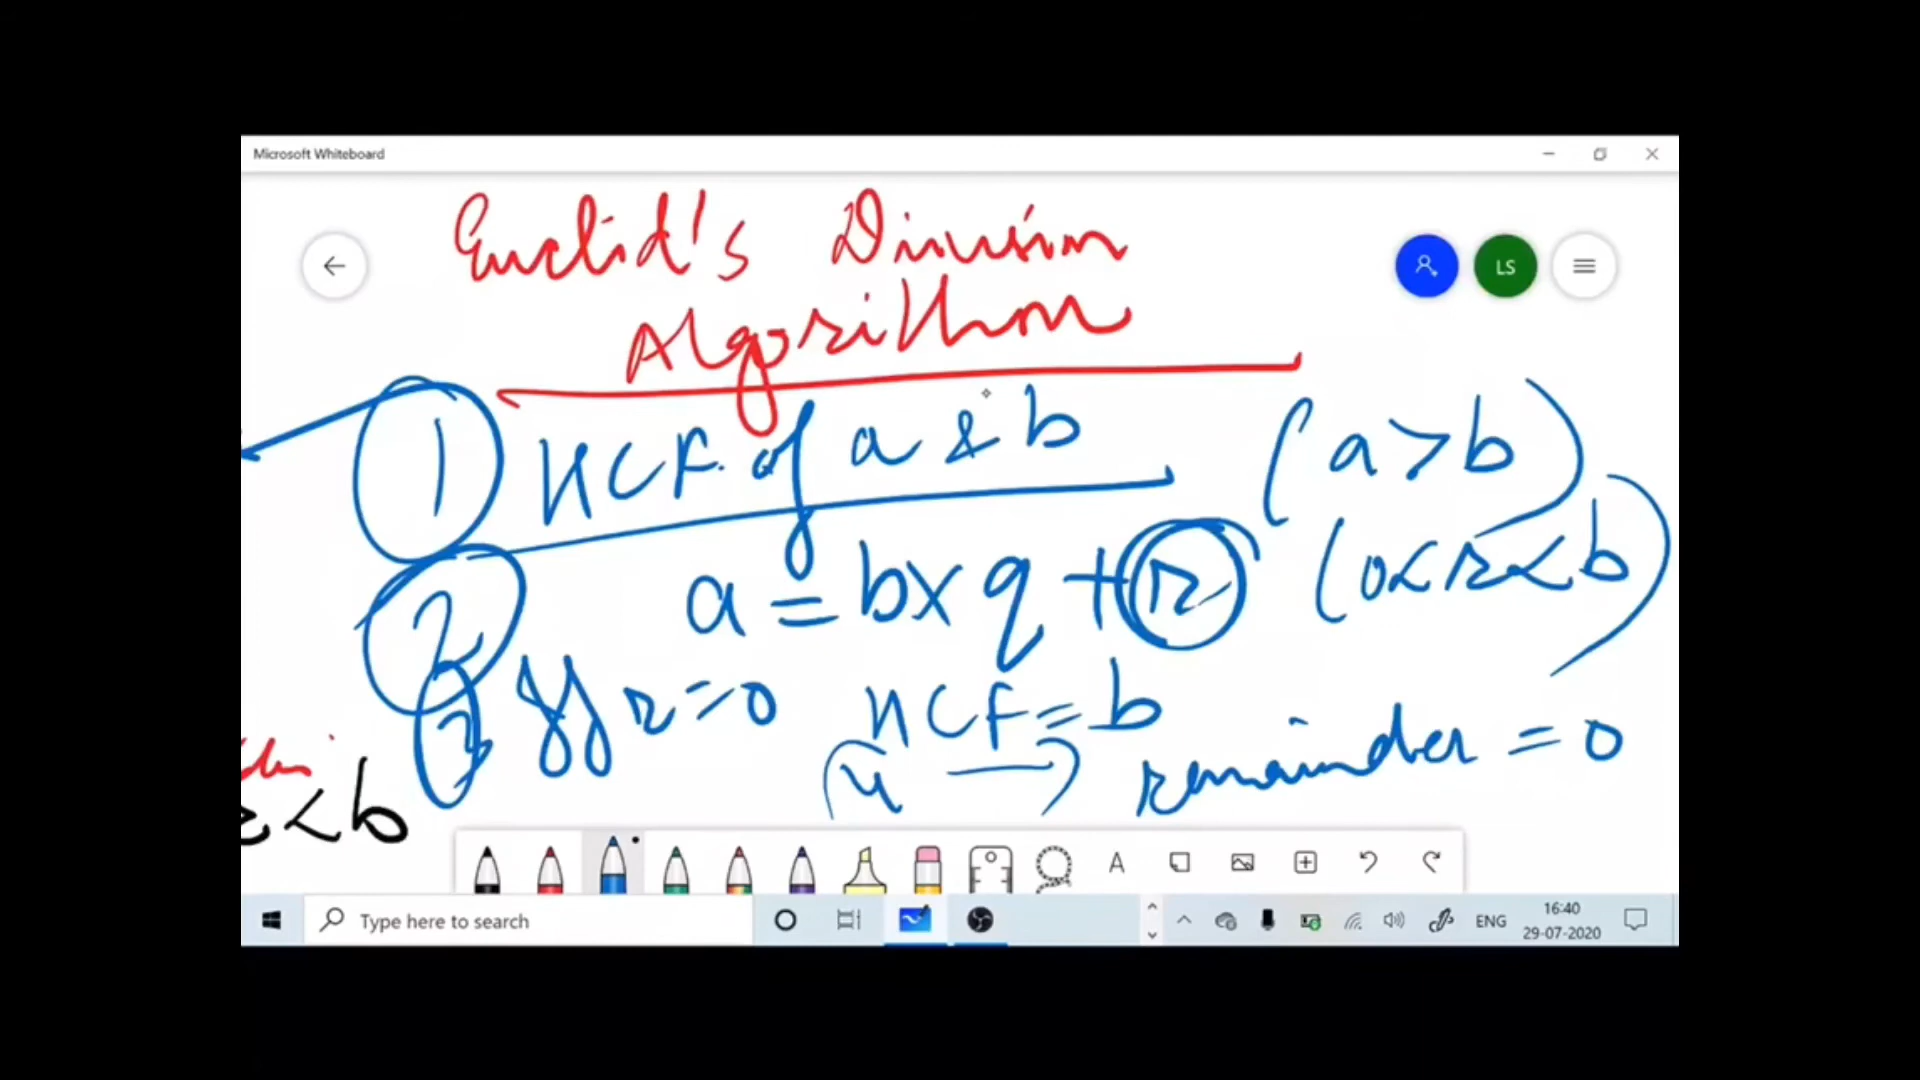 Microsoft Whiteboard
Euclid's Division
Algorithm
LS
1 HCF of a & b (a > b)
2 a = b x q + r (0 < r < b)
3 If r = 0 HCF = b
remainder = 0
< b
A
Type here to search
ENG
16:40
29-07-2020